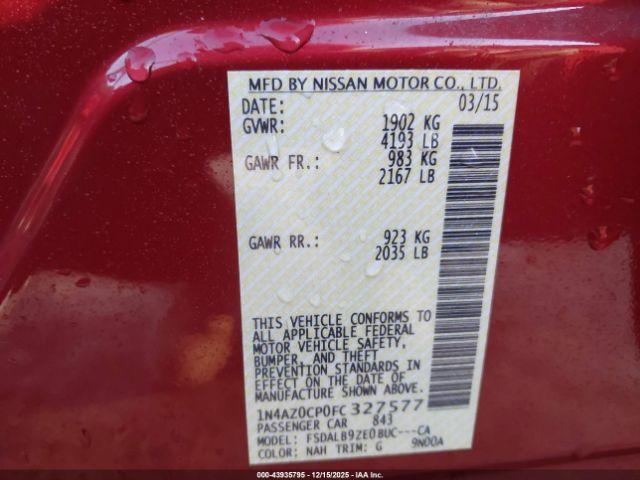 MFD BY NISSAN MOTOR CO., LTD.
DATE: 03/15
GVWR: 1902 KG
4193 LB
GAWR FR.: 983 KG
2167 LB
GAWR RR.: 923 KG
2035 LB
THIS VEHICLE CONFORMS TO
ALL APPLICABLE FEDERAL
MOTOR VEHICLE SAFETY,
BUMPER, AND THEFT
PREVENTION STANDARDS IN
EFFECT ON THE DATE OF
MANUFACTURE SHOWN ABOVE.
1N4AZ0CP0FC327577
PASSENGER CAR 843
MODEL: FSDALB9ZE0BUC---CA
COLOR: NAH TRIM: G 9N00A
000-43935795 - 12/15/2025 - IAAUS